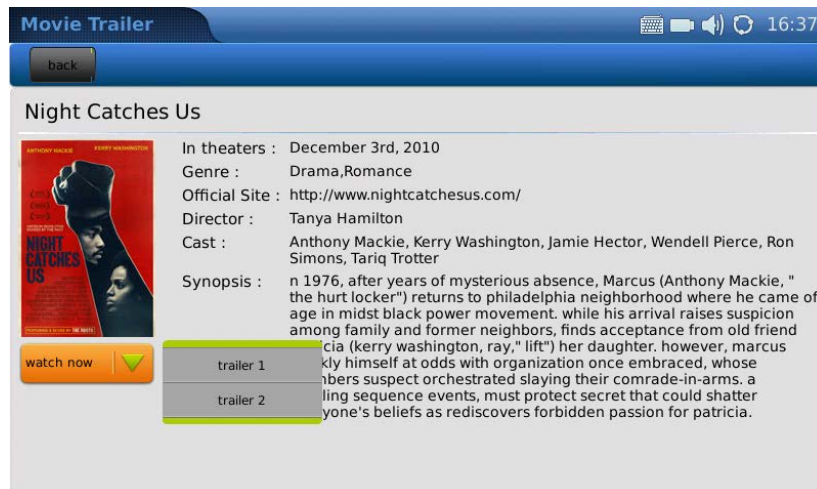 Movie Trailer
16:37
back
Night Catches Us
ANTHONY MACKIE KERRY WASHINGTON
NIGHT
CATCHES
US
In theaters : December 3rd, 2010
Genre : Drama,Romance
Official Site : http://www.nightcatchesus.com/
Director : Tanya Hamilton
Cast : Anthony Mackie, Kerry Washington, Jamie Hector, Wendell Pierce, Ron
Simons, Tariq Trotter
Synopsis : n 1976, after years of mysterious absence, Marcus (Anthony Mackie, "
the hurt locker") returns to philadelphia neighborhood where he came of
age in midst black power movement. while his arrival raises suspicion
among family and former neighbors, finds acceptance from old friend
cia (kerry washington, ray," lift") her daughter. however, marcus
kly himself at odds with organization once embraced, whose
bers suspect orchestrated slaying their comrade-in-arms. a
ling sequence events, must protect secret that could shatter
yone's beliefs as rediscovers forbidden passion for patricia.
watch now
trailer 1
trailer 2